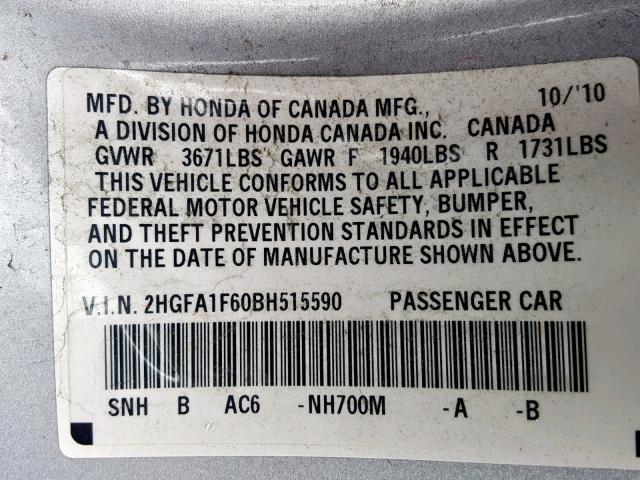 MFD. BY HONDA OF CANADA MFG., 10/'10
A DIVISION OF HONDA CANADA INC. CANADA
GVWR 3671LBS GAWR F 1940LBS R 1731LBS
THIS VEHICLE CONFORMS TO ALL APPLICABLE
FEDERAL MOTOR VEHICLE SAFETY, BUMPER,
AND THEFT PREVENTION STANDARDS IN EFFECT
ON THE DATE OF MANUFACTURE SHOWN ABOVE.
V.I.N. 2HGFA1F60BH515590 PASSENGER CAR
SNH B AC6 -NH700M -A -B